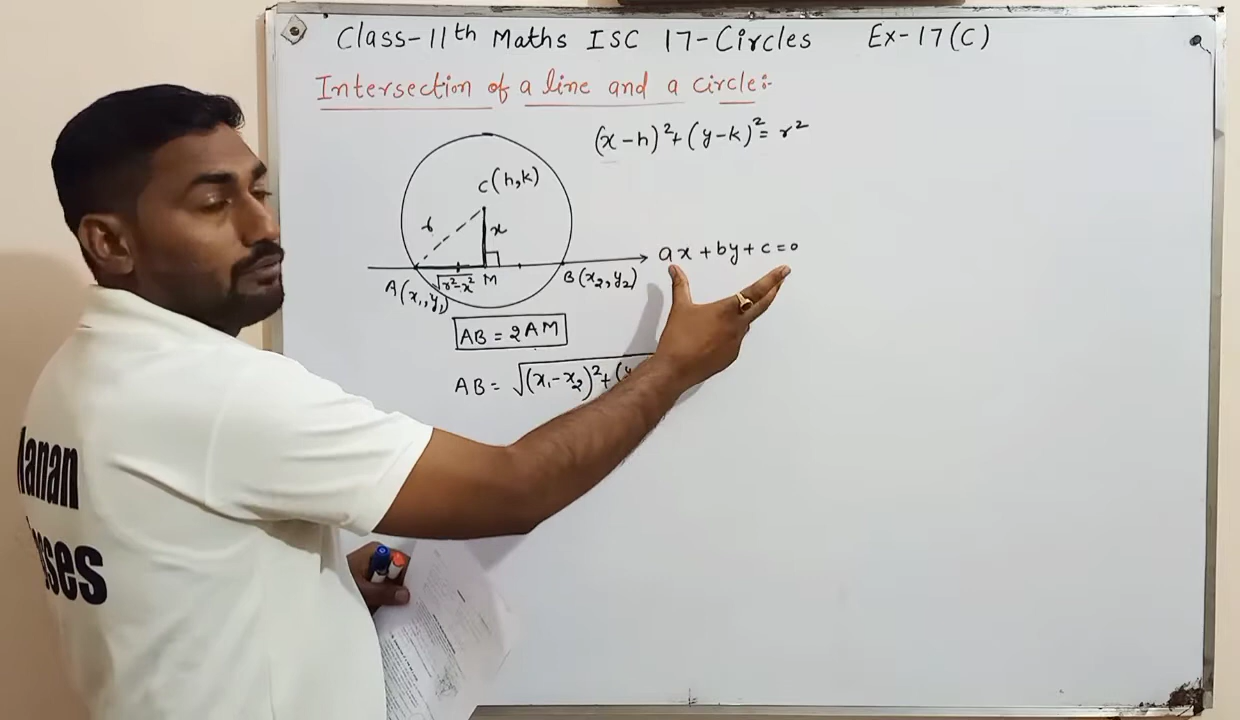 Class-11th Maths ISC 17-Circles Ex-17(C)
Intersection of a line and a circle:-
(x-h)²+(y-k)²=r²
C(h,k)
r
x
ax+by+c=0
√r²-x²
M
A(x₁,y₁)
B(x₂,y₂)
AB=2AM
AB=√(x₁-x₂)²+(y